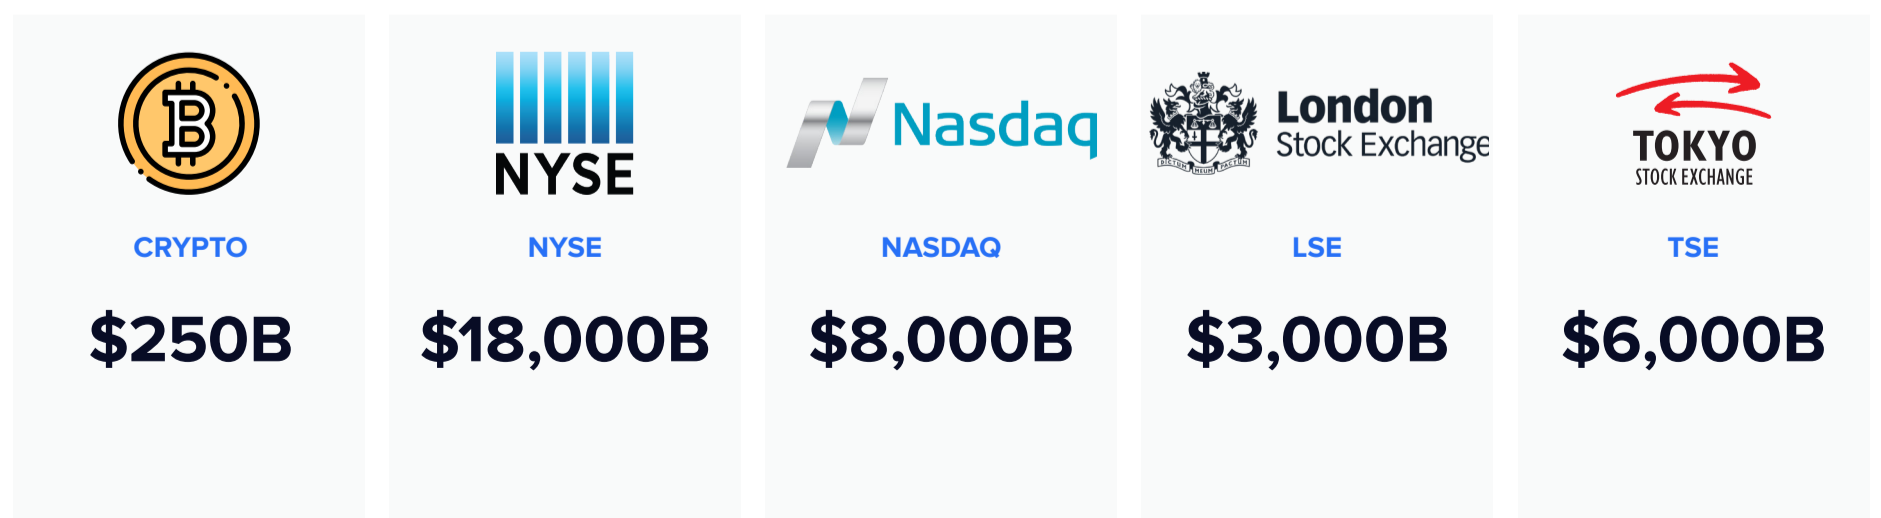 B
NYSE
Nasdaq
London
Stock Exchange
DICTUM MEUM PACTUM
TOKYO
STOCK EXCHANGE
CRYPTO
NYSE
NASDAQ
LSE
TSE
$250B
$18,000B
$8,000B
$3,000B
$6,000B